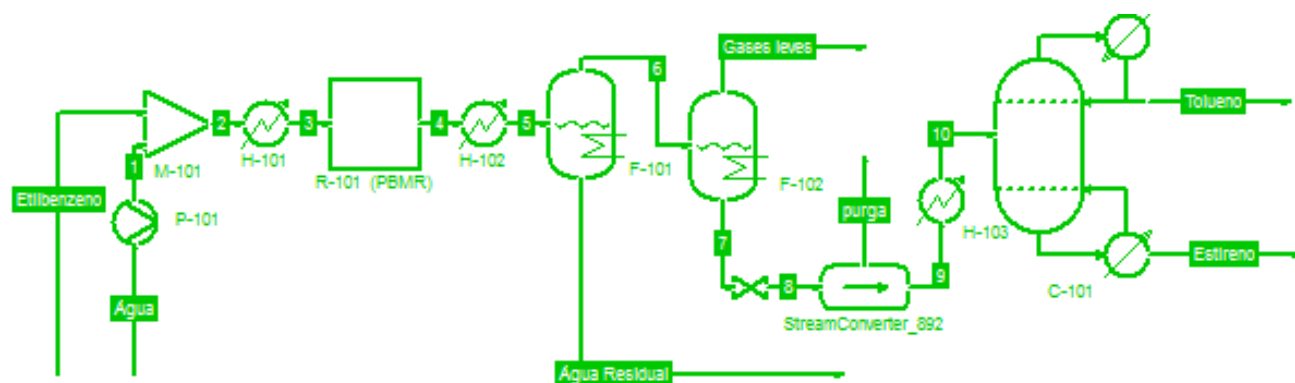 Etilbenzeno
Água
1
P-101
M-101
2
H-101
3
R-101 (PBMR)
4
H-102
5
F-101
Água Residual
6
Gases leves
F-102
7
8
purga
StreamConverter_892
9
H-103
10
Tolueno
Estireno
C-101